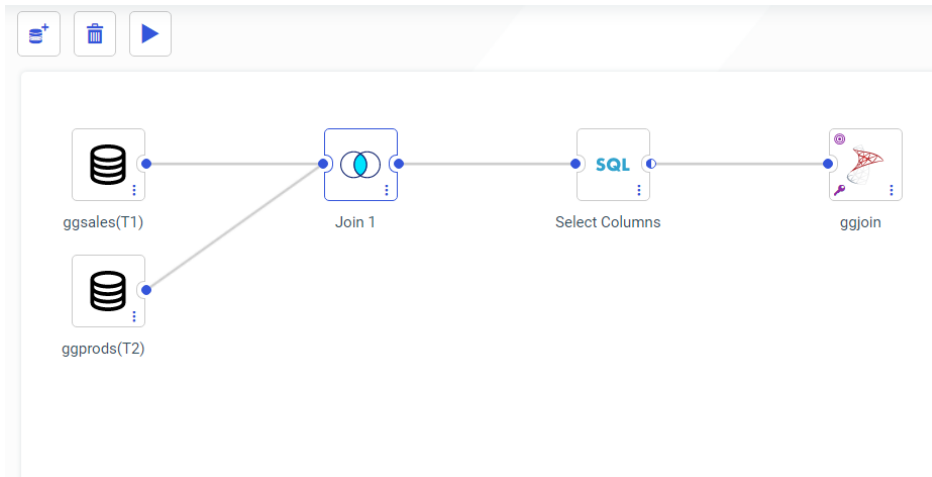 SQL
ggsales(T1)
Join 1
Select Columns
ggjoin
ggprods(T2)